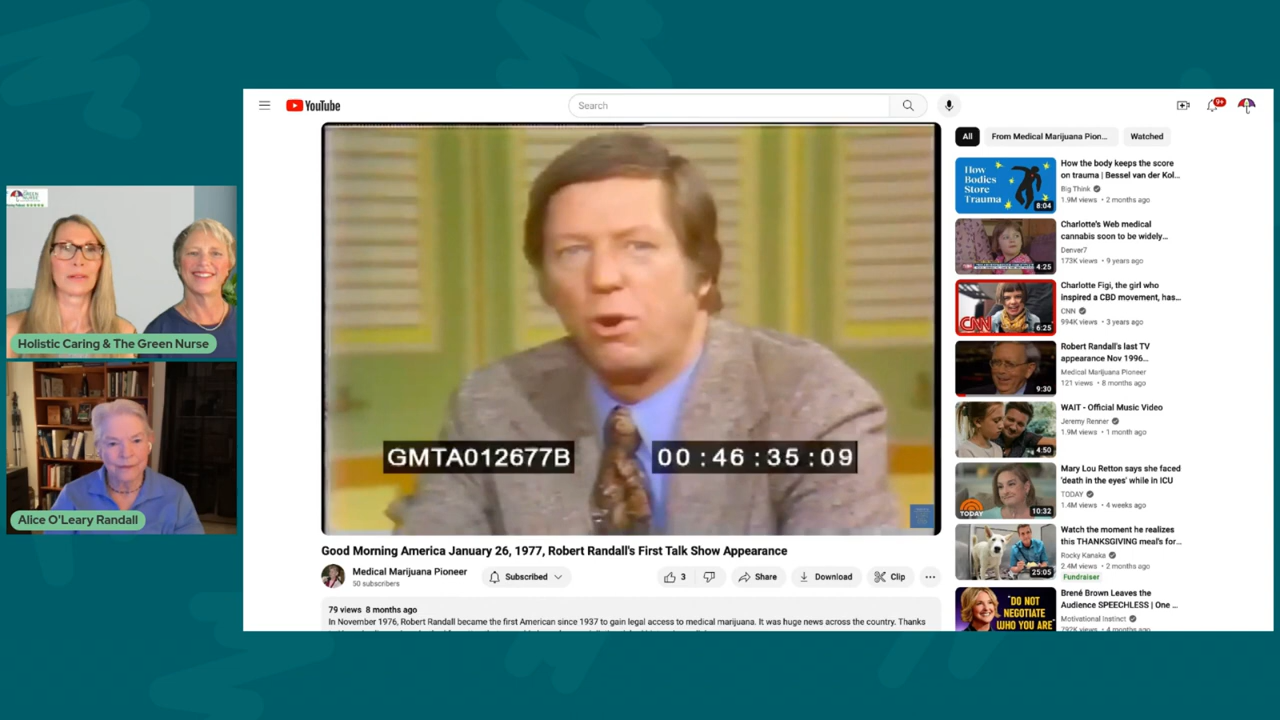 YouTube
Search
9+
GREEN
NURSE
Holistic Caring & The Green Nurse
Alice O'Leary Randall
GMTA012677B
00:46:35:09
Good Morning America January 26, 1977, Robert Randall's First Talk Show Appearance
Medical Marijuana Pioneer
50 subscribers
Subscribed
3
Share
Download
Clip
79 views 8 months ago
In November 1976, Robert Randall became the first American since 1937 to gain legal access to medical marijuana. It was huge news across the country. Thanks
All
From Medical Marijuana Pion...
Watched
How
Bodies
Store
Trauma
8:04
How the body keeps the score
on trauma | Bessel van der Kol...
Big Think
1.9M views • 2 months ago
4:25
Charlotte's Web medical
cannabis soon to be widely...
Denver7
173K views • 9 years ago
CNN
6:25
Charlotte Figi, the girl who
inspired a CBD movement, has...
CNN
994K views • 3 years ago
9:30
Robert Randall's last TV
appearance Nov 1996...
Medical Marijuana Pioneer
121 views • 8 months ago
4:50
WAIT - Official Music Video
Jeremy Renner
1.9M views • 1 month ago
TODAY
10:32
Mary Lou Retton says she faced
'death in the eyes' while in ICU
TODAY
1.4M views • 4 weeks ago
25:05
Watch the moment he realizes
this THANKSGIVING meal's for...
Rocky Kanaka
2.4M views • 2 months ago
Fundraiser
"DO NOT
NEGOTIATE
WHO YOU ARE
Brené Brown Leaves the
Audience SPEECHLESS | One ...
Motivational Instinct
792K views • 4 months ago